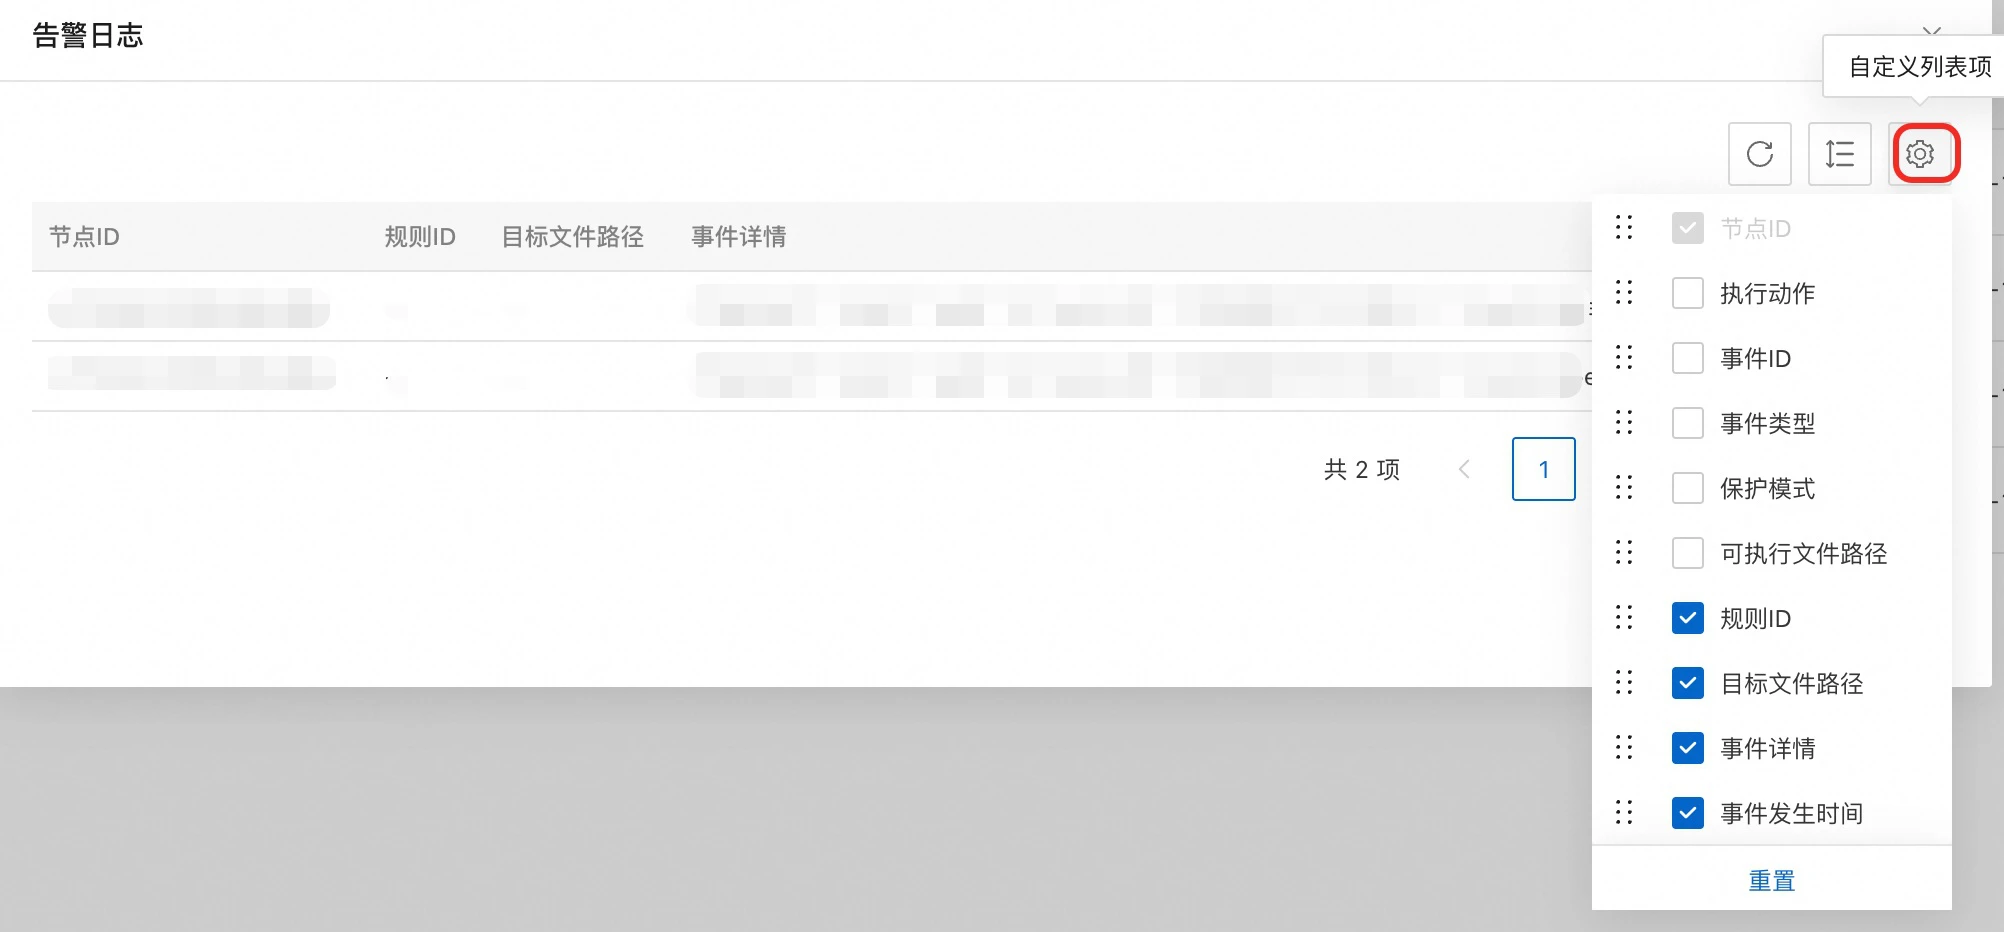 告警日志
自定义列表项
节点ID 规则ID 目标文件路径 事件详情
共 2 项
1
节点ID
执行动作
事件ID
事件类型
保护模式
可执行文件路径
规则ID
目标文件路径
事件详情
事件发生时间
重置